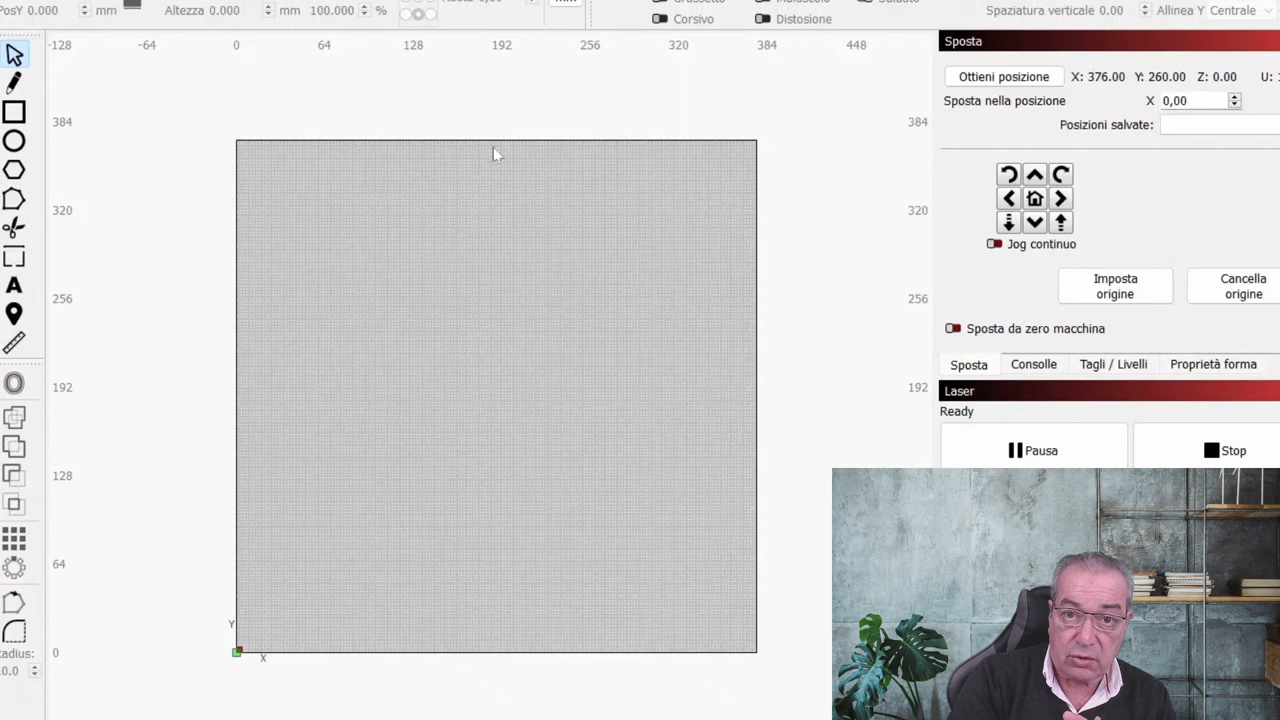 PosY 0.000 mm Altezza 0.000 mm 100.000 % mm Corsivo Distosione Spaziatura verticale 0.00 Allinea Y Centrale
-128 -64 0 64 128 192 256 320 384 448
Sposta
Ottieni posizione X: 376.00 Y: 260.00 Z: 0.00 U:
Sposta nella posizione X 0,00
384 384
Posizioni salvate:
320 320
Jog continuo
Imposta origine
Cancella origine
256 256
Sposta da zero macchina
Sposta Consolle Tagli / Livelli Proprietà forma
192 192
Laser
Ready
Pausa Stop
128
64
Y
0
X
Radius: